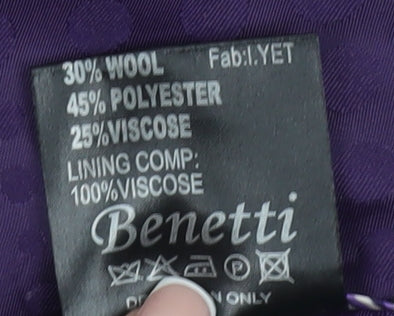 30% WOOL Fab:I.YET
45% POLYESTER
25%VISCOSE
LINING COMP:
100%VISCOSE
Benetti
P
ONLY